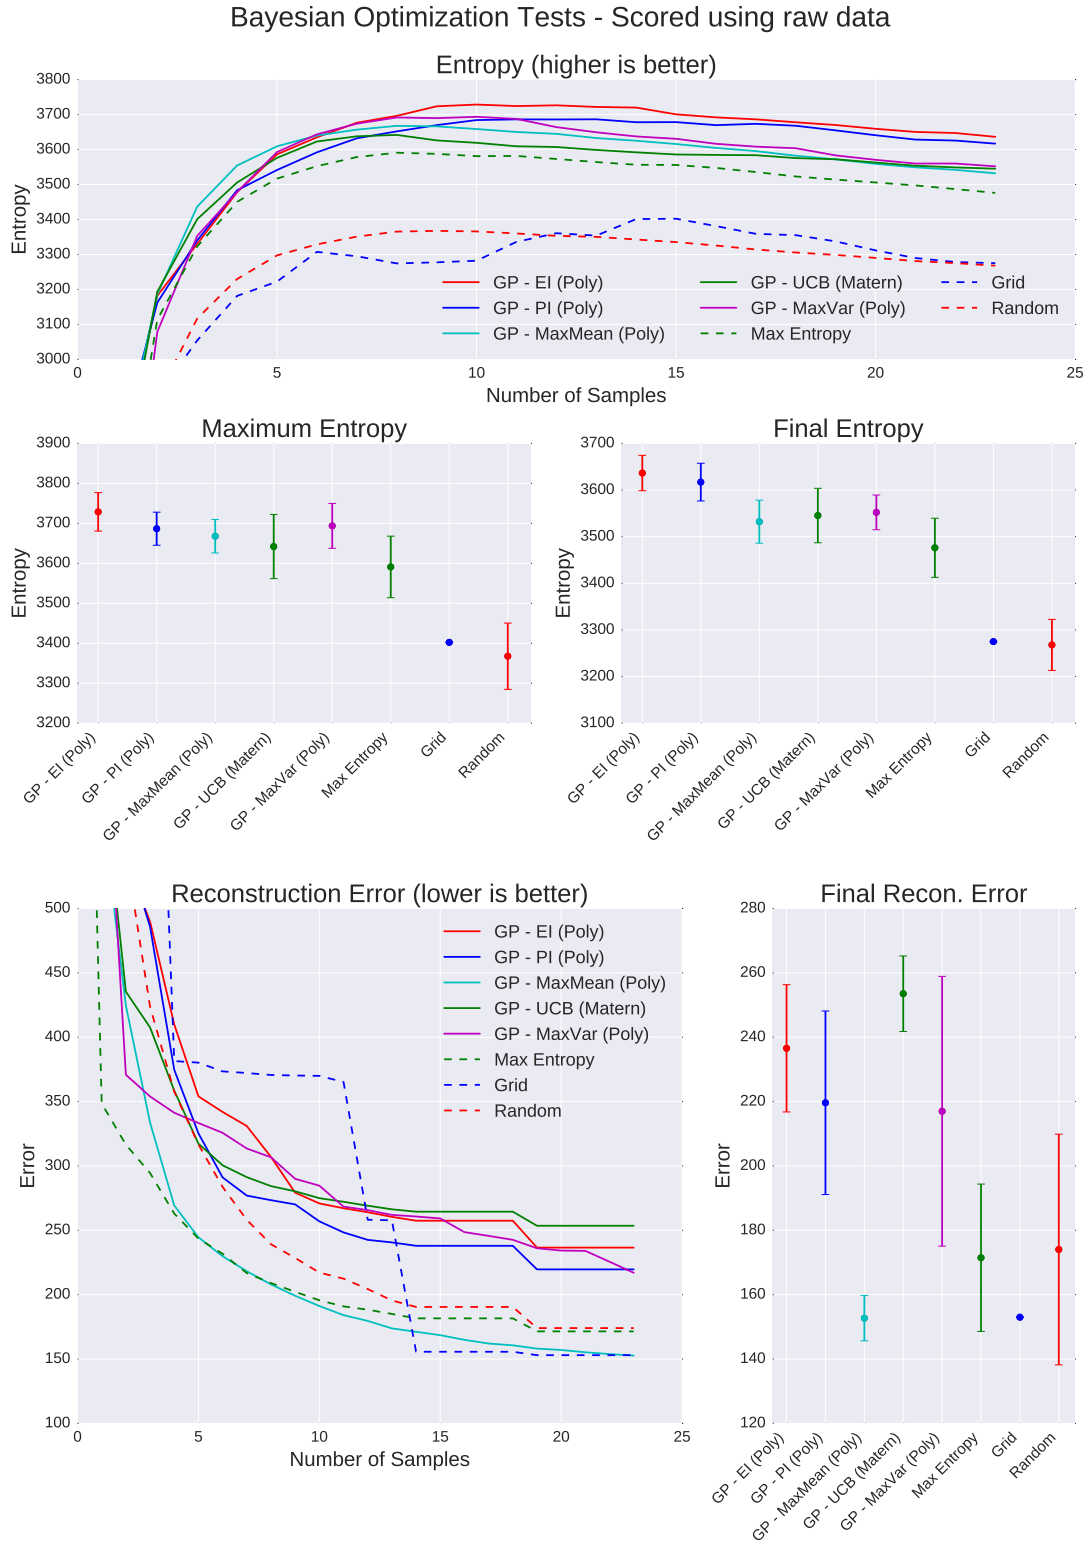 Bayesian Optimization Tests - Scored using raw data
Entropy (higher is better)
3800
3700
3600
3500
3400
3300
3200
3100
3000
Entropy
GP - EI (Poly)
GP - PI (Poly)
GP - MaxMean (Poly)
GP - UCB (Matern)
GP - MaxVar (Poly)
Max Entropy
Grid
Random
0 5 10 15 20 25
Number of Samples
Maximum Entropy
3900
3800
3700
3600
3500
3400
3300
3200
Entropy
GP - EI (Poly)
GP - PI (Poly)
GP - MaxMean (Poly)
GP - UCB (Matern)
GP - MaxVar (Poly)
Max Entropy
Grid
Random
Final Entropy
3700
3600
3500
3400
3300
3200
3100
Entropy
GP - EI (Poly)
GP - PI (Poly)
GP - MaxMean (Poly)
GP - UCB (Matern)
GP - MaxVar (Poly)
Max Entropy
Grid
Random
Reconstruction Error (lower is better)
500
450
400
350
300
250
200
150
100
Error
GP - EI (Poly)
GP - PI (Poly)
GP - MaxMean (Poly)
GP - UCB (Matern)
GP - MaxVar (Poly)
Max Entropy
Grid
Random
0 5 10 15 20 25
Number of Samples
Final Recon. Error
280
260
240
220
200
180
160
140
120
Error
GP - EI (Poly)
GP - PI (Poly)
GP - MaxMean (Poly)
GP - UCB (Matern)
GP - MaxVar (Poly)
Max Entropy
Grid
Random